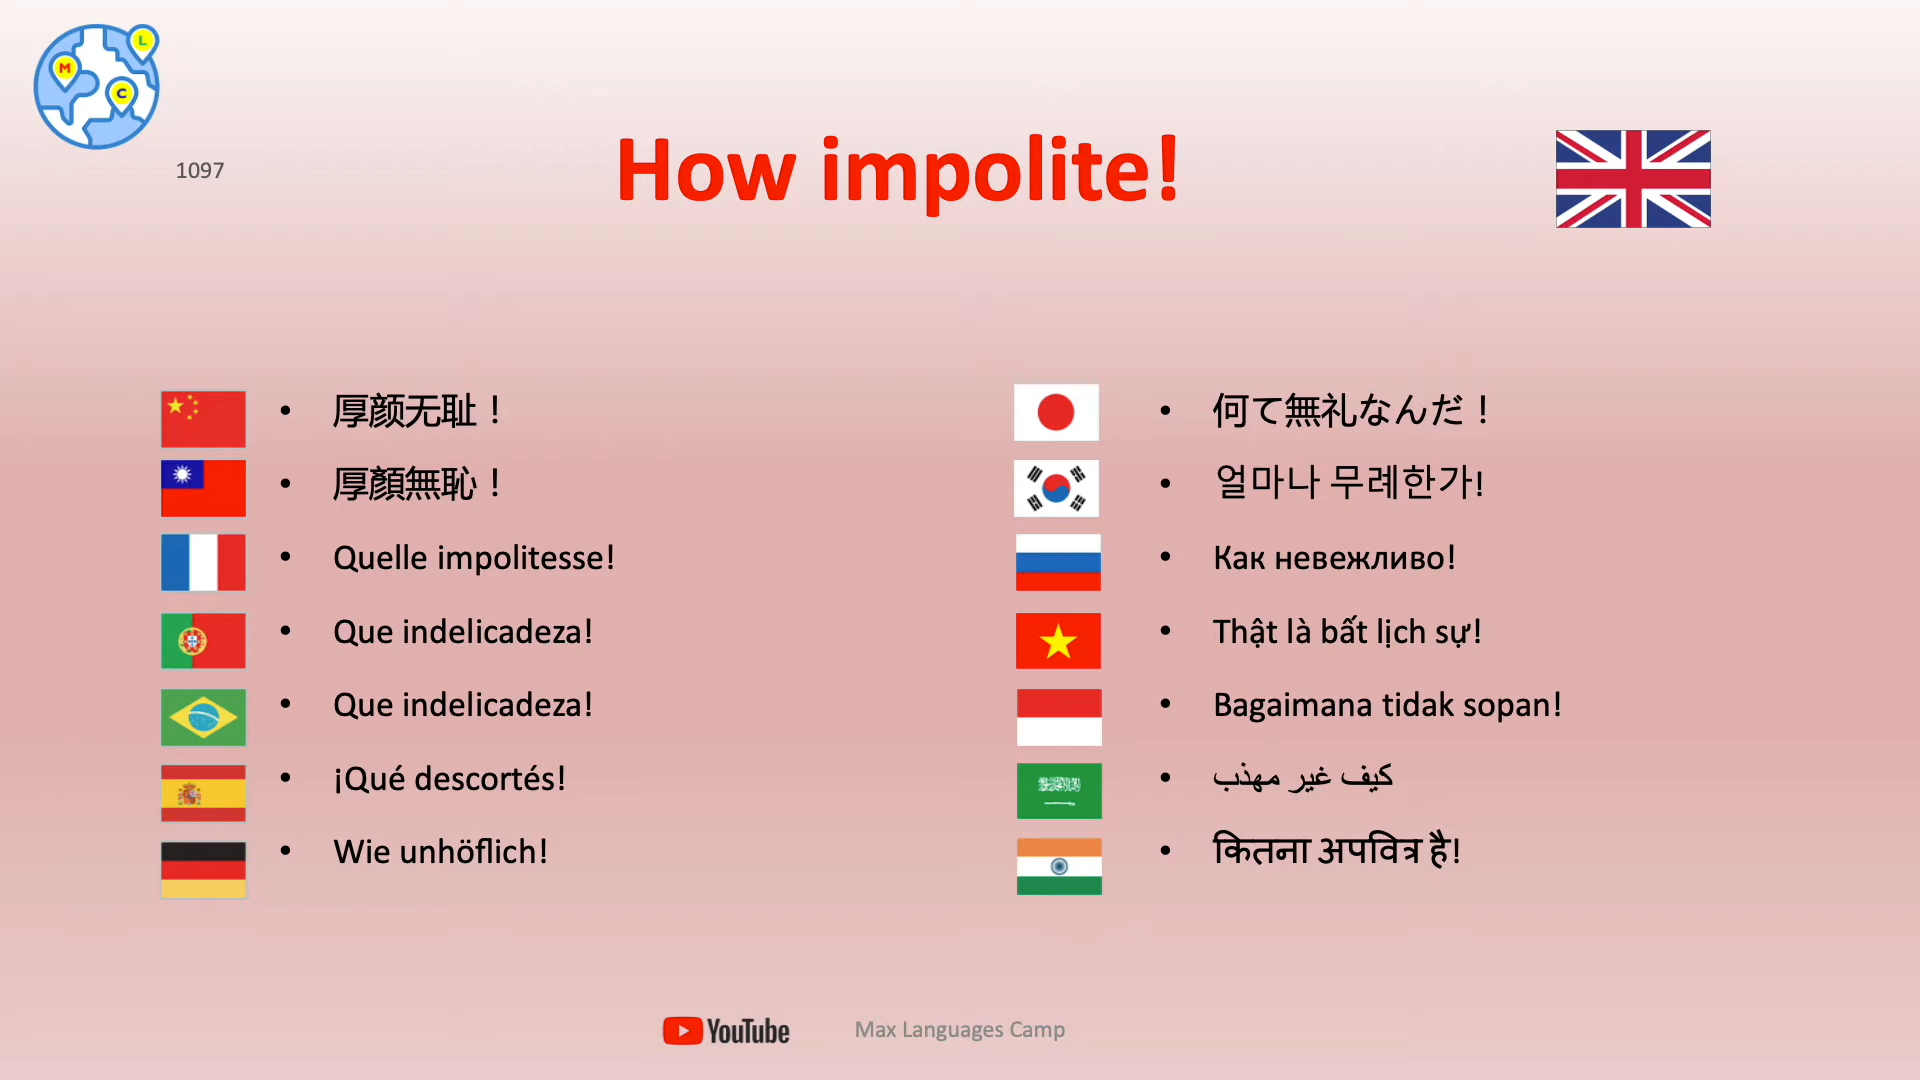 L
M
C
1097
How impolite!
• 厚颜无耻！
• 厚顏無恥！
• Quelle impolitesse!
• Que indelicadeza!
• Que indelicadeza!
• ¡Qué descortés!
• Wie unhöflich!
• 何て無礼なんだ！
• 얼마나 무례한가!
• Как невежливо!
• Thật là bất lịch sự!
• Bagaimana tidak sopan!
• كيف غير مهذب
• कितना अपवित्र है!
YouTube
Max Languages Camp